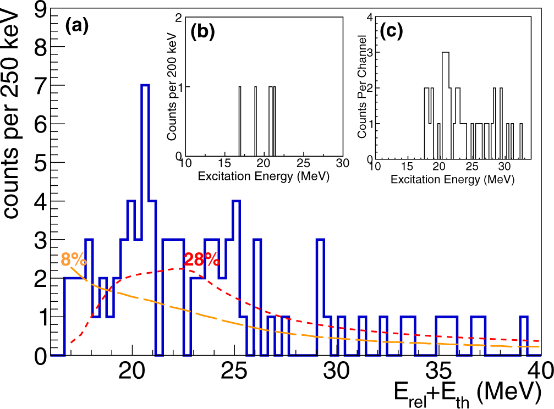 (a)
counts per 250 keV
9
8
7
6
5
4
3
2
1
0
8%
28%
20 25 30 35 40
E_rel+E_th (MeV)
(b)
Counts per 200 keV
2
1
0
10 15 20 25 30
Excitation Energy (MeV)
(c)
Counts Per Channel
4
3
2
1
0
10 15 20 25 30
Excitation Energy (MeV)